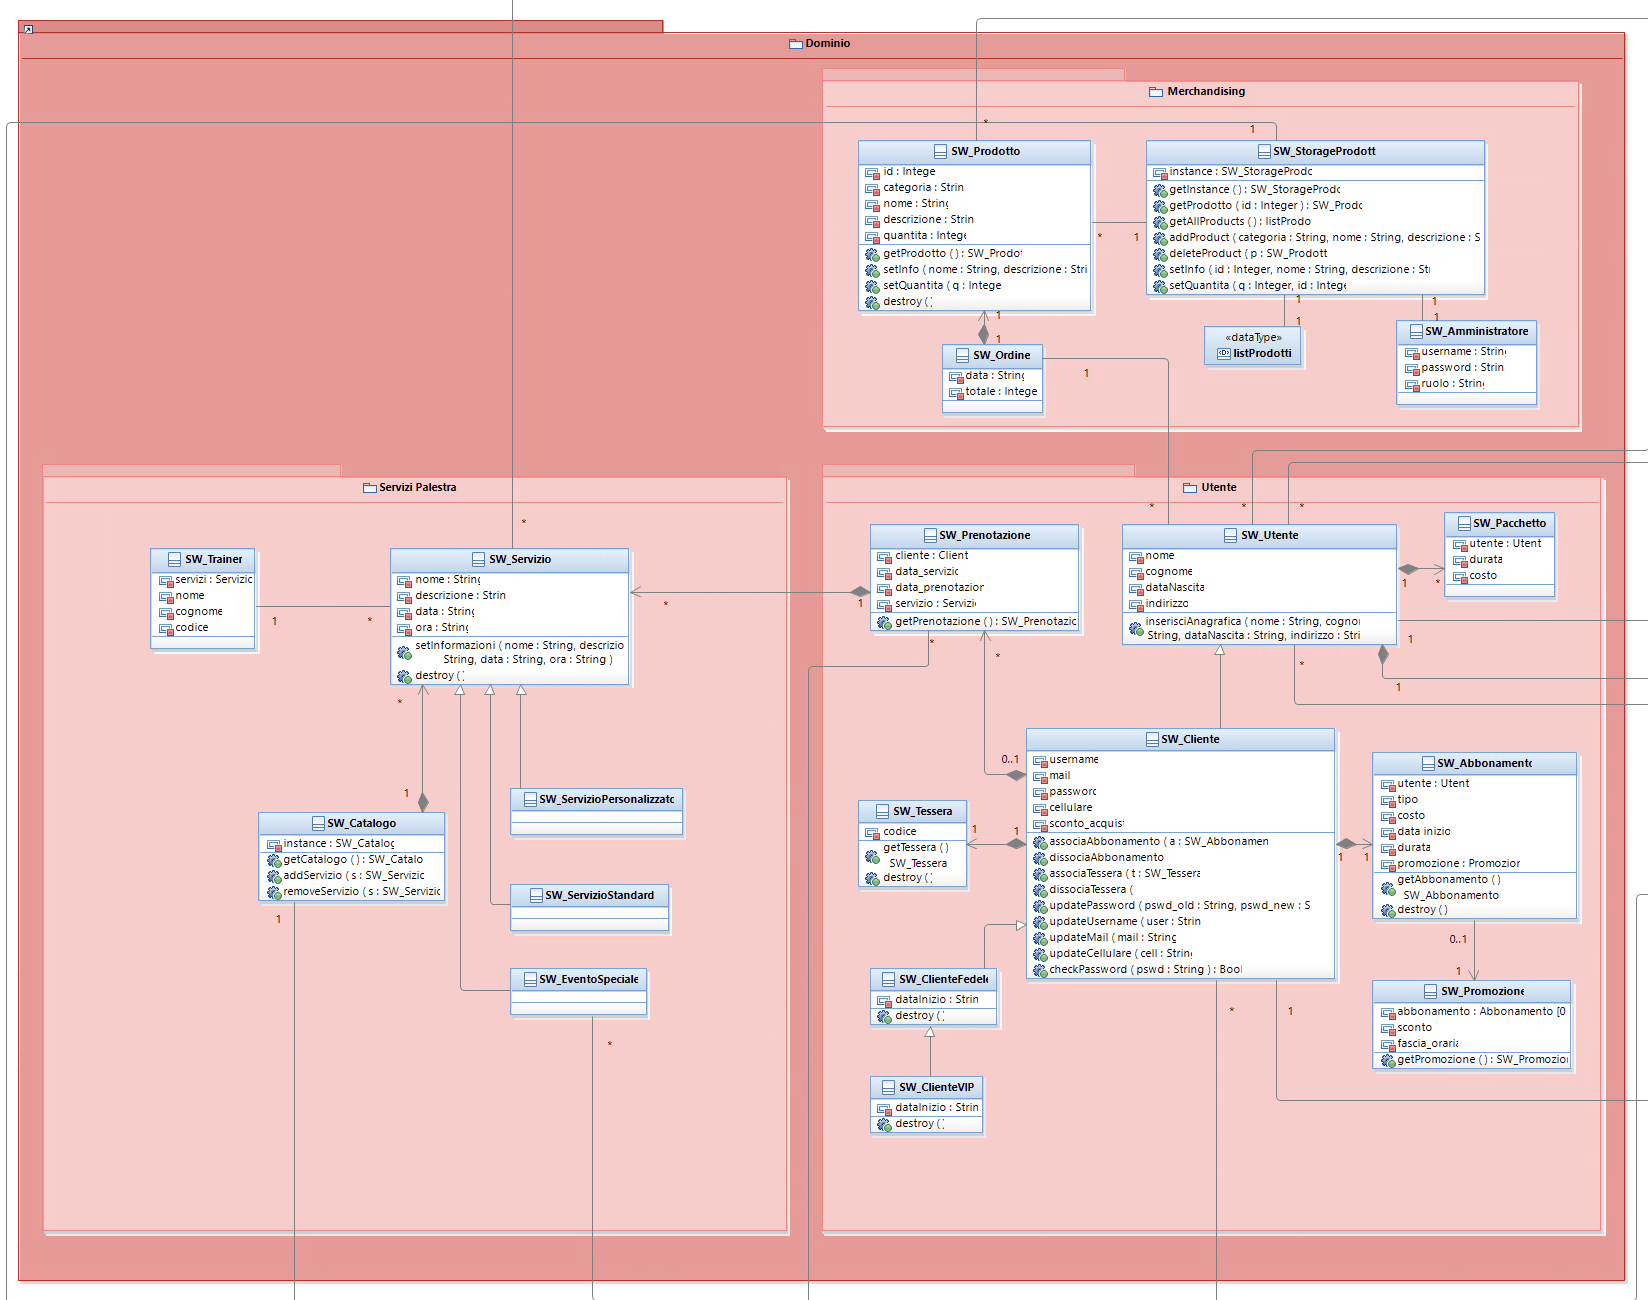 Dominio
Merchandising
*
1
SW_Prodotto
id : Intege
categoria : Strin
nome : String
descrizione : Strin
quantita : Intege
getProdotto ( ) : SW_Prodot
setInfo ( nome : String, descrizione : Stri
setQuantita ( q : Intege
destroy ( )
SW_StorageProdott
instance : SW_StorageProdc
getInstance ( ) : SW_StorageProdc
getProdotto ( id : Integer ) : SW_Prodc
getAllProducts ( ) : listProdo
addProduct ( categoria : String, nome : String, descrizione : S
deleteProduct ( p : SW_Prodott
setInfo ( id : Integer, nome : String, descrizione : Stri
setQuantita ( q : Integer, id : Intege
*
1
1
1
1
1
1
1
SW_Ordine
data : String
totale : Intege
1
«dataType»
listProdotti
SW_Amministratore
username : String
password : Strin
ruolo : String
Servizi Palestra
*
SW_Trainer
servizi : Servizic
nome
cognome
codice
1
*
SW_Servizio
nome : String
descrizione : Strin
data : String
ora : String
setInformazioni ( nome : String, descrizio
String, data : String, ora : String )
destroy ( )
*
1
*
1
SW_Catalogo
instance : SW_Catalog
getCatalogo ( ) : SW_Catalo
addServizio ( s : SW_Servizic
removeServizio ( s : SW_Servizic
1
SW_ServizioPersonalizzato
SW_ServizioStandard
SW_EventoSpeciale
*
Utente
*
*
*
SW_Prenotazione
cliente : Client
data_servizio
data_prenotazion
servizio : Servizi
getPrenotazione ( ) : SW_Prenotazic
*
*
SW_Utente
nome
cognome
dataNascita
indirizzo
inserisciAnagrafica ( nome : String, cognor
String, dataNascita : String, indirizzo : Stri
1
*
1
1
*
SW_Pacchetto
utente : Utent
durata
costo
SW_Cliente
username
mail
password
cellulare
sconto_acquist
associaAbbonamento ( a : SW_Abbonamen
dissociaAbbonamento
associaTessera ( t : SW_Tessera
dissociaTessera (
updatePassword ( pswd_old : String, pswd_new : S
updateUsername ( user : Strin
updateMail ( mail : String
updateCellulare ( cell : String
checkPassword ( pswd : String ) : Bool
0..1
1
1
1
1
*
1
SW_Tessera
codice
getTessera ( )
SW_Tessera
destroy ( )
SW_Abbonamento
utente : Utent
tipo
costo
data inizio
durata
promozione : Promozior
getAbbonamento ( )
SW_Abbonamento
destroy ( )
0..1
1
SW_Promozione
abbonamento : Abbonamento [0
sconto
fascia_oraria
getPromozione ( ) : SW_Promozior
SW_ClienteFedele
dataInizio : Strin
destroy ( )
SW_ClienteVIP
dataInizio : Strin
destroy ( )